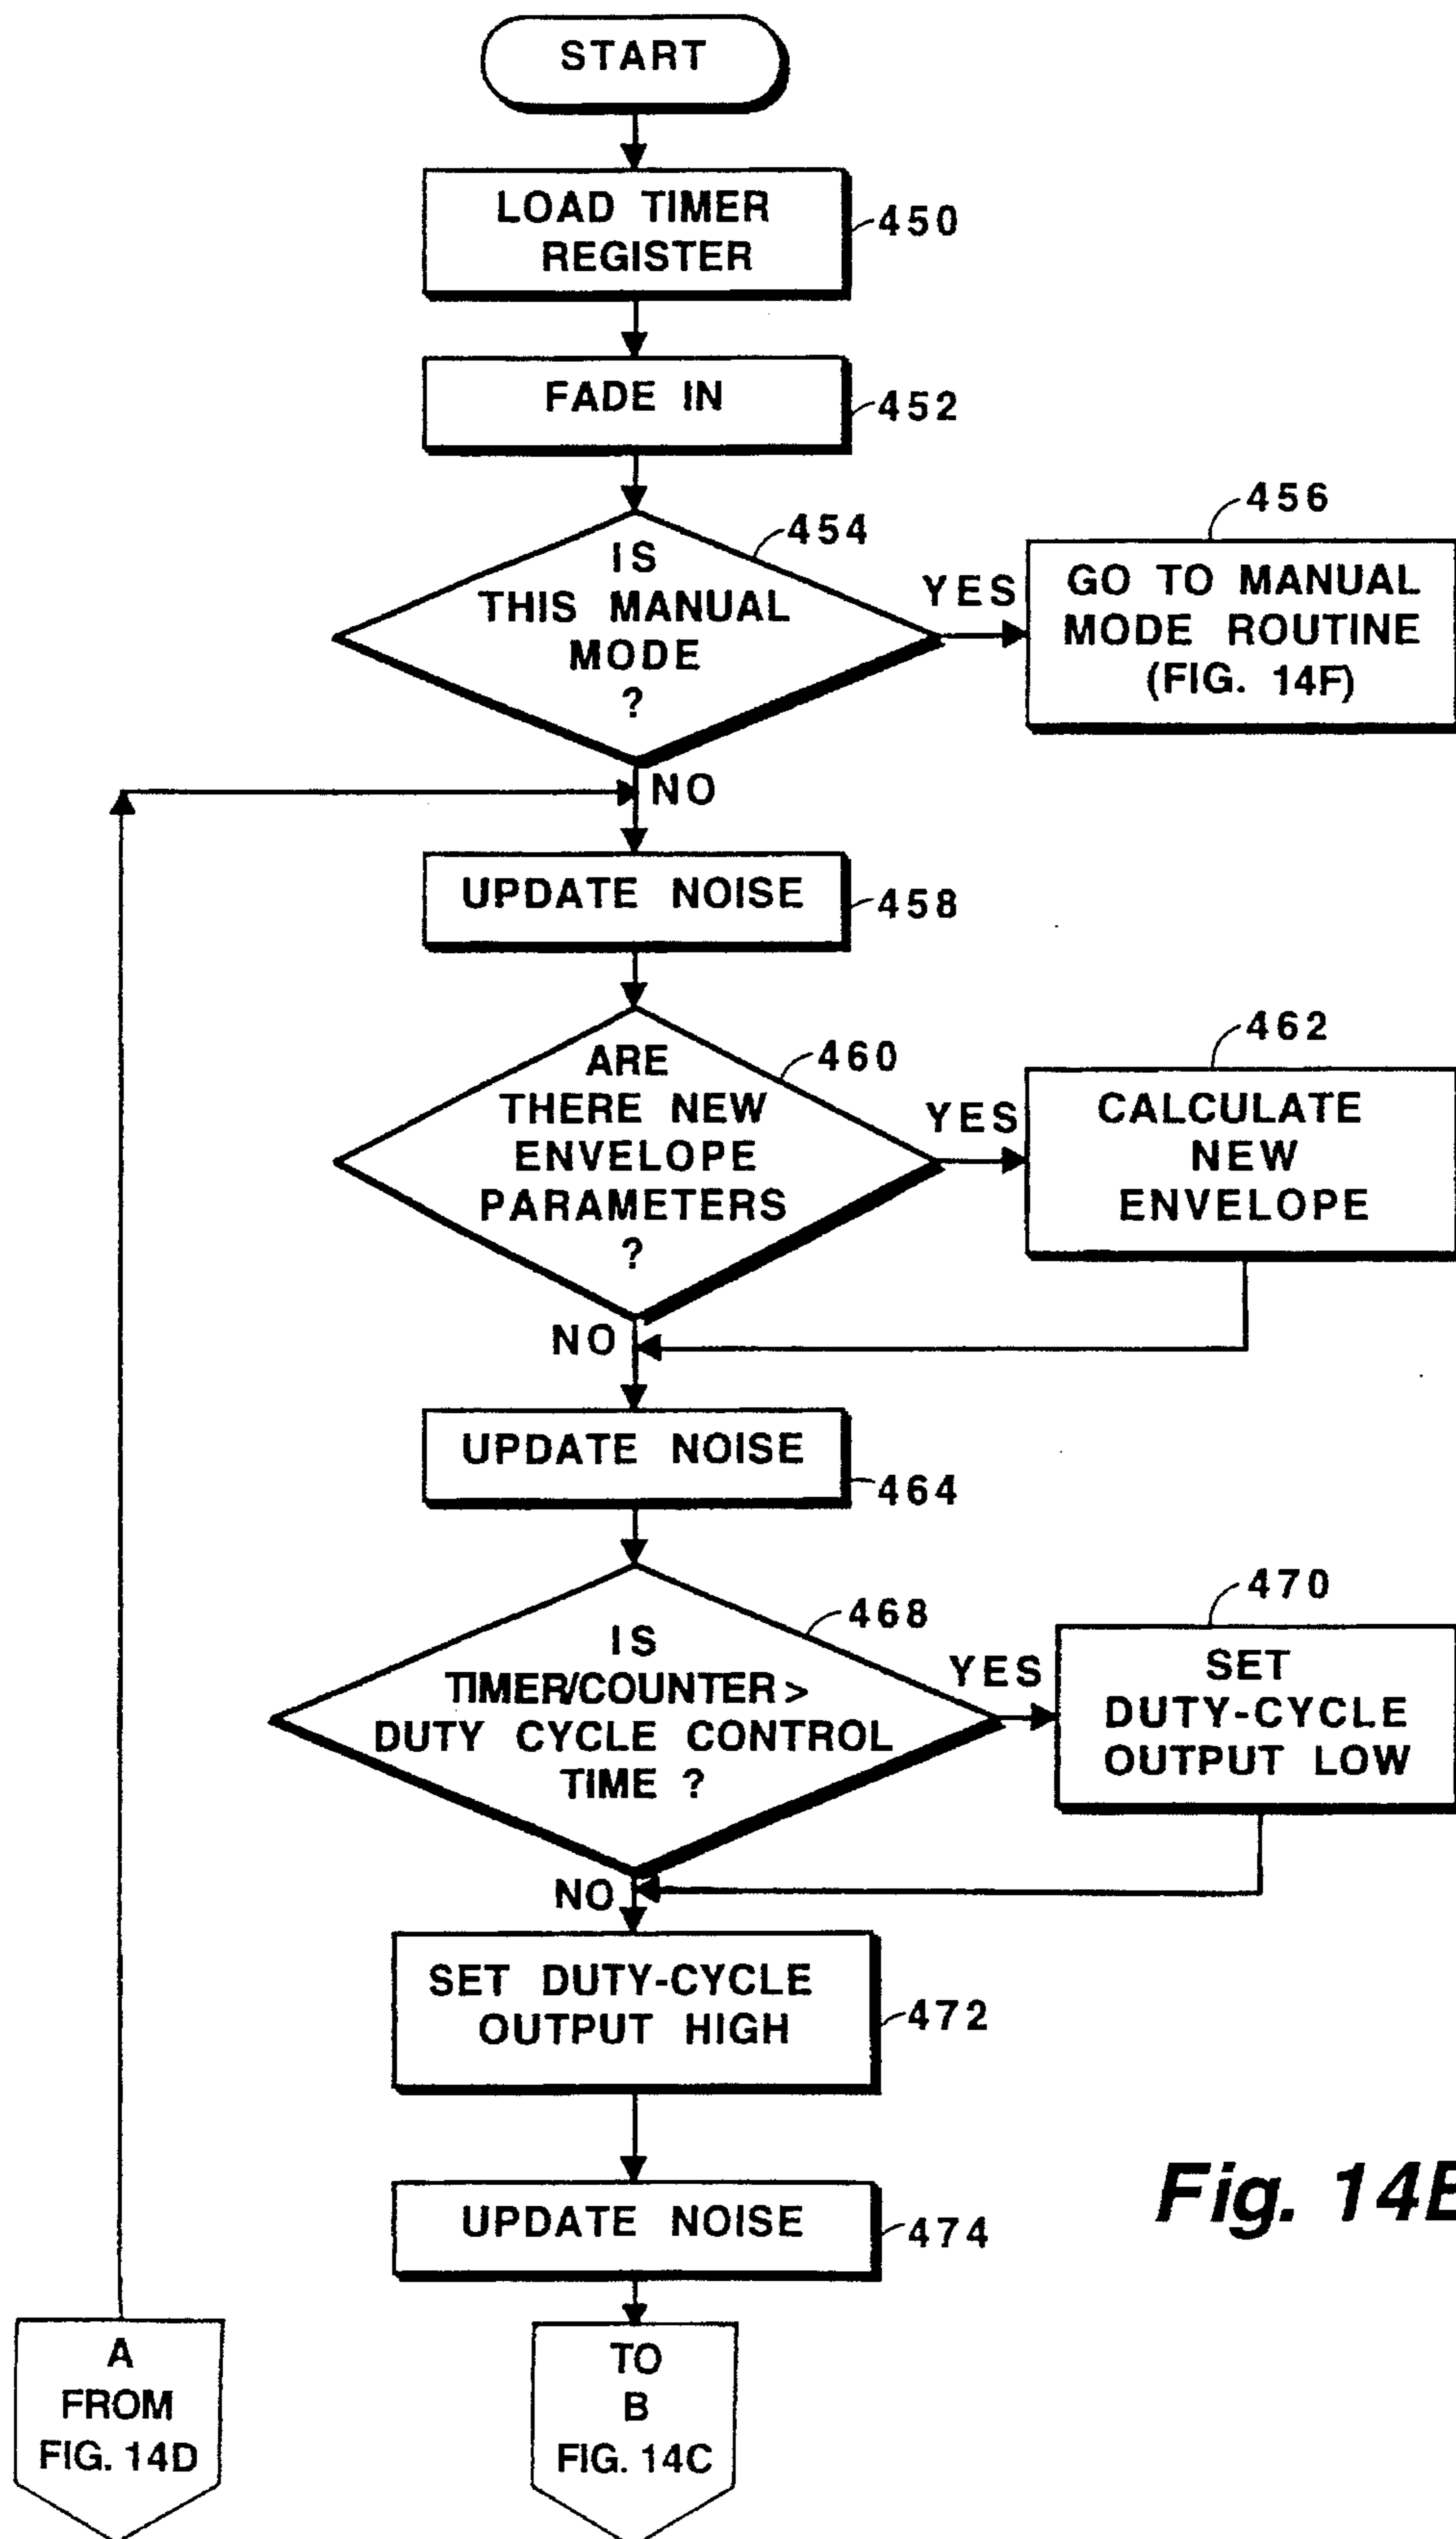 START
LOAD TIMER
REGISTER
450
FADE IN
452
IS
THIS MANUAL
MODE
?
454
YES
456
GO TO MANUAL
MODE ROUTINE
(FIG. 14F)
NO
UPDATE NOISE
458
ARE
THERE NEW
ENVELOPE
PARAMETERS
?
460
YES
462
CALCULATE
NEW
ENVELOPE
NO
UPDATE NOISE
464
IS
TIMER/COUNTER >
DUTY CYCLE CONTROL
TIME ?
468
YES
470
SET
DUTY-CYCLE
OUTPUT LOW
NO
SET DUTY-CYCLE
OUTPUT HIGH
472
UPDATE NOISE
474
Fig.
A
FROM
FIG. 14D
TO
B
FIG. 14C